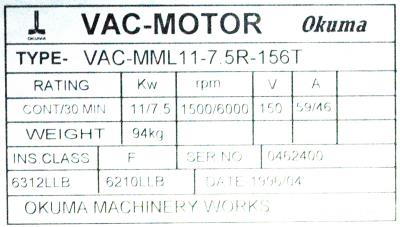 OKUMA VAC-MOTOR Okuma
TYPE- VAC-MML11-7.5R-156T
RATING Kw rpm V A
CONT/30 MIN 11/7.5 1500/6000 150 59/46
WEIGHT 94kg
INS.CLASS F SER NO 0462400
6312LLB 6210LLB DATE 1996/04
OKUMA MACHINERY WORKS